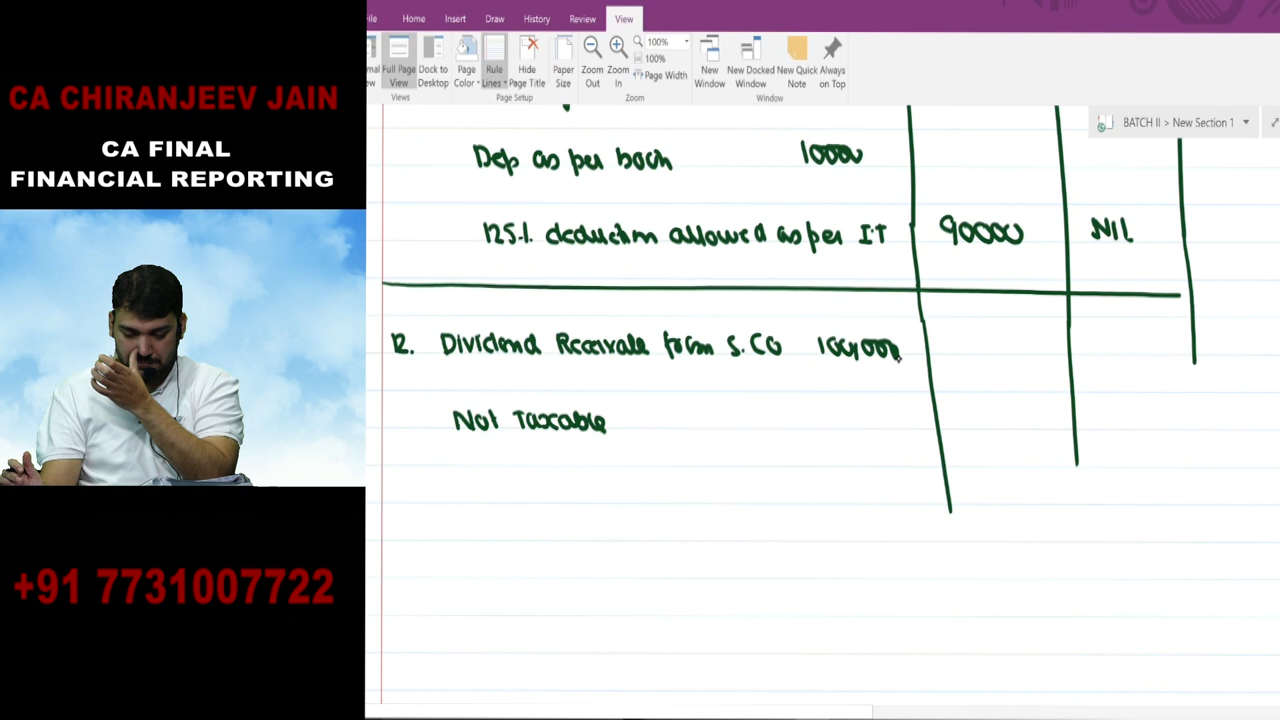 CA CHIRANJEEV JAIN
CA FINAL
FINANCIAL REPORTING
+91 7731007722
File Home Insert Draw History Review View
Full Page View
Dock to Desktop
Views
Page Color
Rule Lines
Hide Page Title
Paper Size
Page Setup
Zoom Out
Zoom In
100%
100%
Page Width
Zoom
New Window
New Docked Window
New Quick Note
Always on Top
Window
BATCH II > New Section 1
Dep as per book 10000
125% deduction allowed as per IT 90000 NIL
12. Dividend Receivale from S.CO 100,000
Not Taxable